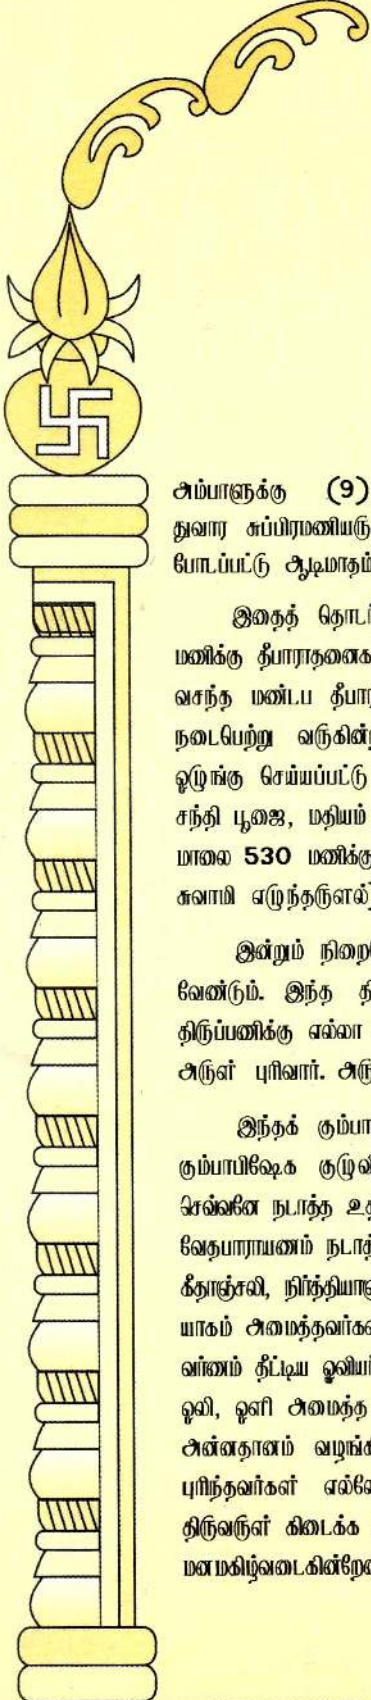 அம்பாளுக்கு (9)
துவார சுப்பிரமணியரு
போடப்பட்டு ஆடிமாதம்
இதைத் தொடர்
மணிக்கு தீபாராதனைக
வசந்த மண்டப தீபார
நடைபெற்று வருகின்ற
ஒழுங்கு செய்யப்பட்டு
சந்தி பூஜை, மதியம்
மாலை 530 மணிக்கு
சுவாமி எழுந்தருளல்
இன்றும் நிறைவே
வேண்டும். இந்த தி
திருப்பணிக்கு எல்லா
அருள் புரிவார். அரு
இந்தக் கும்பா
கும்பாபிஷேக குழுவி
செவ்வனே நடாத்த உத
வேதபாராயணம் நடாத்
கீதாஞ்சலி, நிர்த்தியாஞ்
யாகம் அமைத்தவர்கள
வர்ணம் தீட்டிய ஓவியர்
ஒலி, ஒளி அமைத்த
அன்னதானம் வழங்கி
புரிந்தவர்கள் எல்லோ
திருவருள் கிடைக்க
மனமகிழ்வடைகின்றேன்